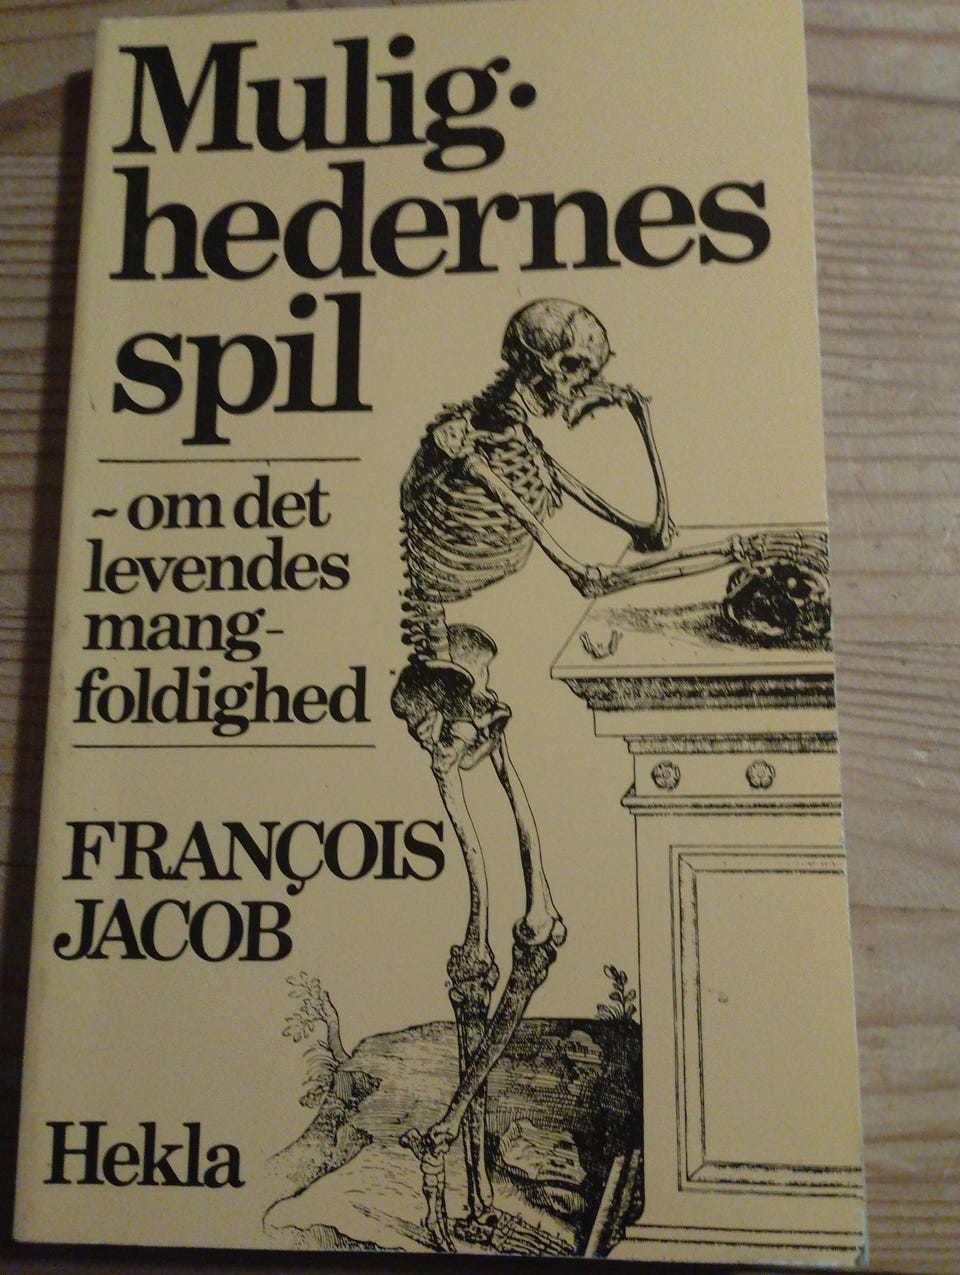 Mulig-
hedernes
spil
~om det
levendes
mang-
foldighed
FRANÇOIS
JACOB
Hekla